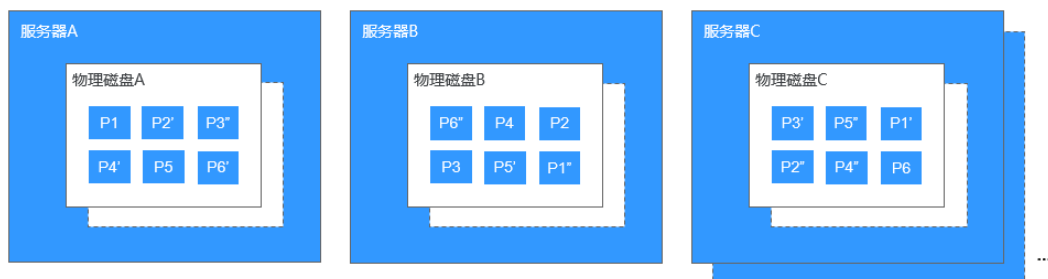 服务器A
服务器B
服务器C
物理磁盘A
物理磁盘B
物理磁盘C
P1 P2' P3"
P4' P5 P6'
P6" P4 P2
P3 P5' P1"
P3' P5" P1'
P2" P4" P6
...